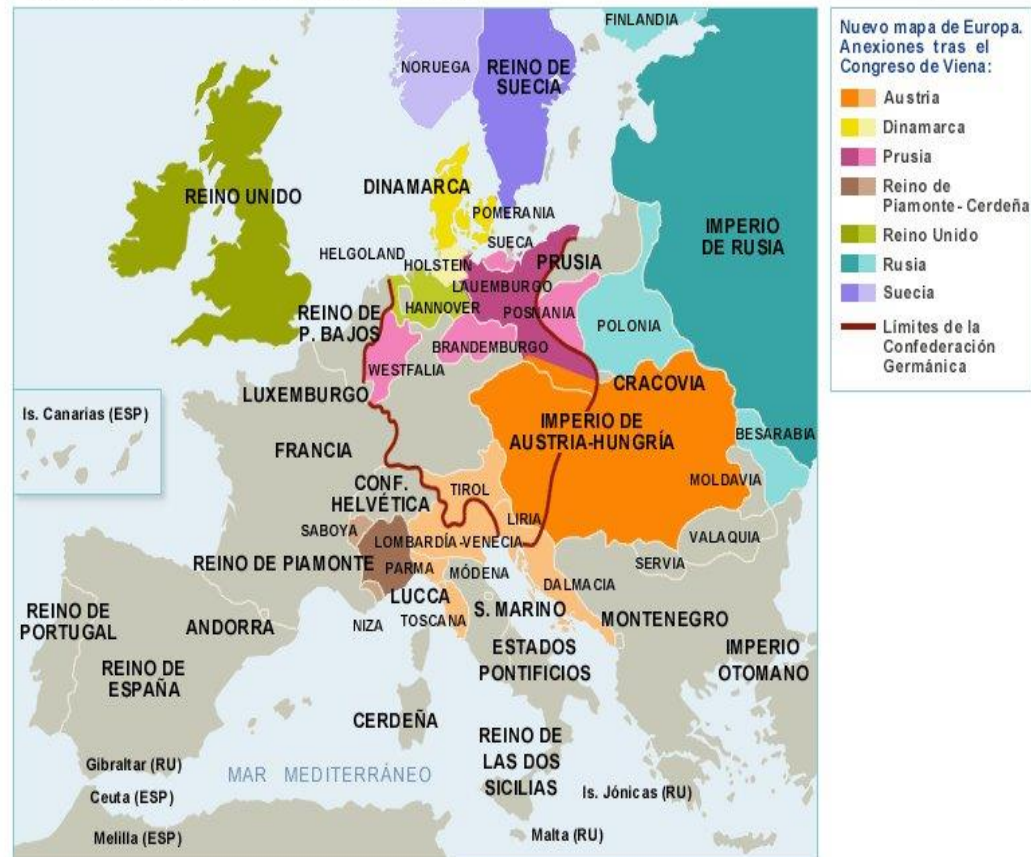 FINLANDIA
NORUEGA
REINO DE
SUECIA
REINO UNIDO
DINAMARCA
POMERANIA
SUECA
HELGOLAND
HOLSTEIN
PRUSIA
IMPERIO
DE RUSIA
LAUEMBURGO
HANNOVER
POSNANIA
REINO DE
P. BAJOS
POLONIA
BRANDEMBURGO
WESTFALIA
CRACOVIA
LUXEMBURGO
Is. Canarias (ESP)
IMPERIO DE
AUSTRIA-HUNGRÍA
BESARABIA
FRANCIA
MOLDAVIA
CONF.
HELVÉTICA
TIROL
LIRIA
SABOYA
LOMBARDÍA-VENECIA
VALAQUIA
REINO DE PIAMONTE
PARMA
MÓDENA
SERVIA
DALMACIA
LUCCA
S. MARINO
REINO DE
PORTUGAL
ANDORRA
NIZA
TOSCANA
MONTENEGRO
ESTADOS
PONTIFICIOS
IMPERIO
OTOMANO
REINO DE
ESPAÑA
CERDEÑA
REINO DE
LAS DOS
SICILIAS
Gibraltar (RU)
MAR MEDITERRÁNEO
Is. Jónicas (RU)
Ceuta (ESP)
Melilla (ESP)
Malta (RU)
Nuevo mapa de Europa.
Anexiones tras el
Congreso de Viena:
Austria
Dinamarca
Prusia
Reino de
Piamonte - Cerdeña
Reino Unido
Rusia
Suecia
Límites de la
Confederación
Germánica